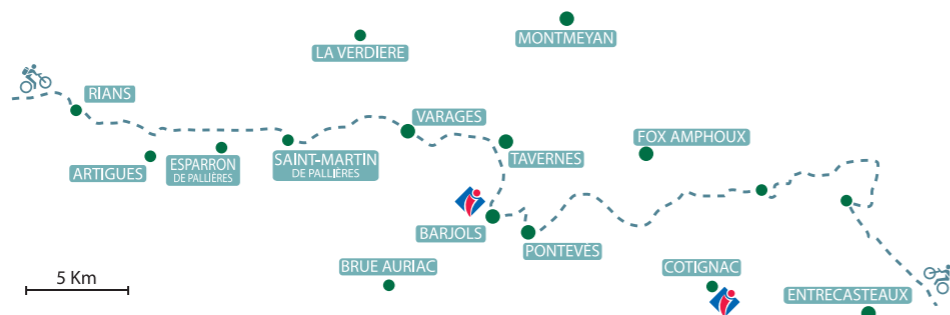 MONTMEYAN
LA VERDIERE
RIANS
VARAGES
FOX AMPHOUX
TAVERNES
SAINT-MARTIN
DE PALLIÈRES
ESPARRON
DE PALLIÈRES
ARTIGUES
BARJOLS
PONTEVÈS
BRUE AURIAC
COTIGNAC
5 Km
ENTRECASTEAUX